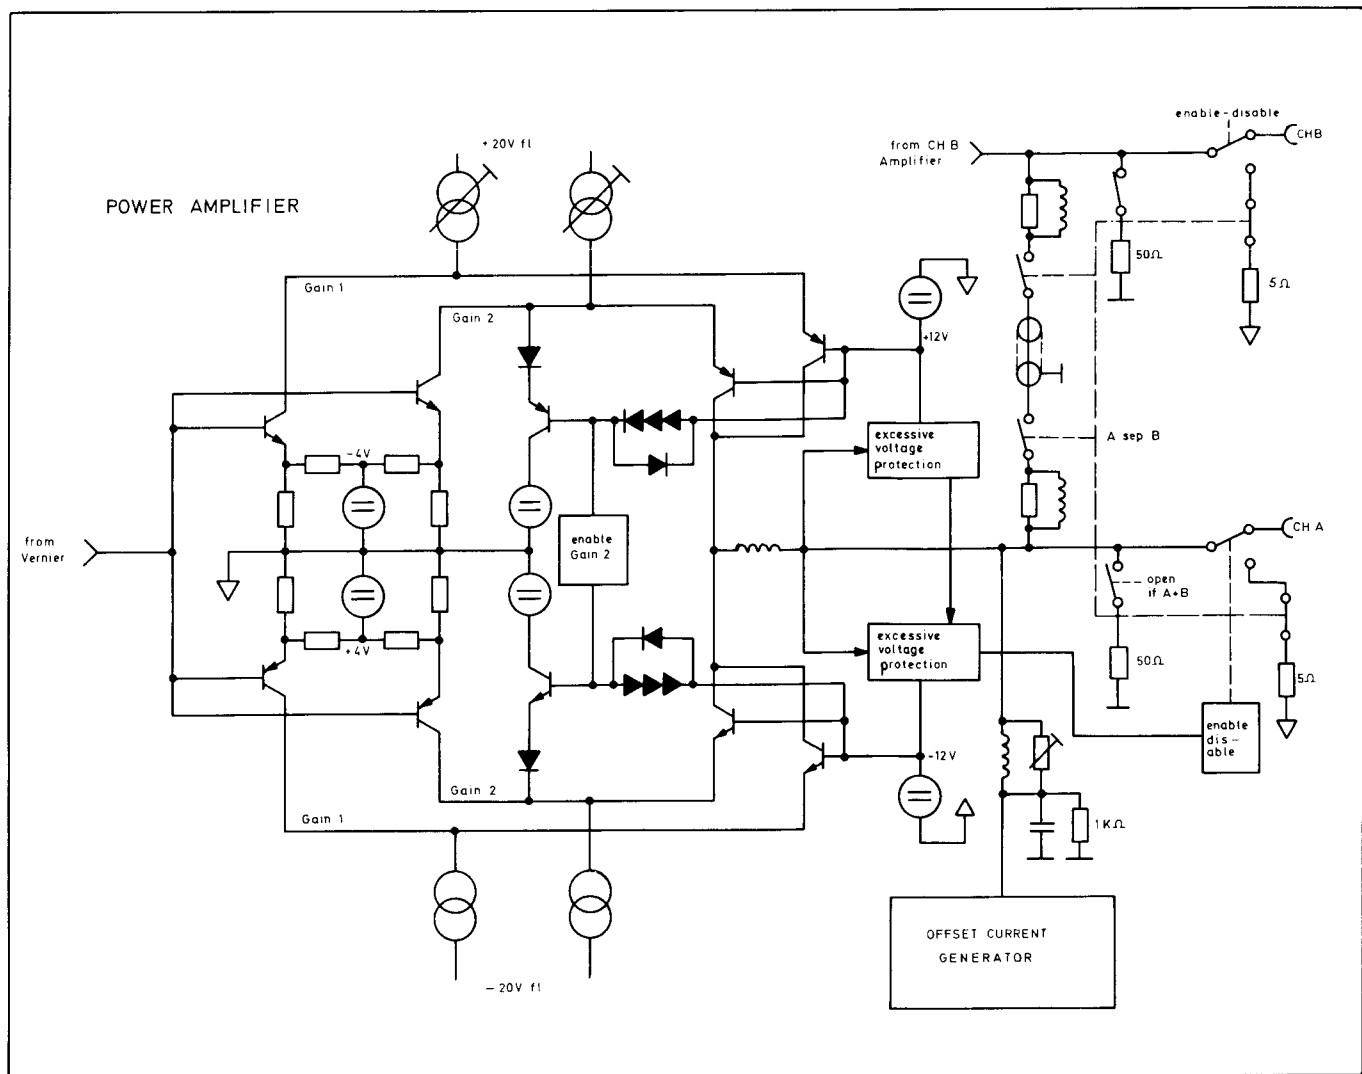 enable-disable
CHB
from CH B
Amplifier
+20V fl
POWER AMPLIFIER
50Ω
5Ω
Gain 1
Gain 2
+12V
A sep B
excessive
voltage
protection
-4V
from
Vernier
enable
Gain 2
CH A
open
if A+B
+4V
excessive
voltage
protection
50Ω
5Ω
enable
dis-
able
-12V
Gain 2
Gain 1
1KΩ
OFFSET CURRENT
GENERATOR
-20V fl